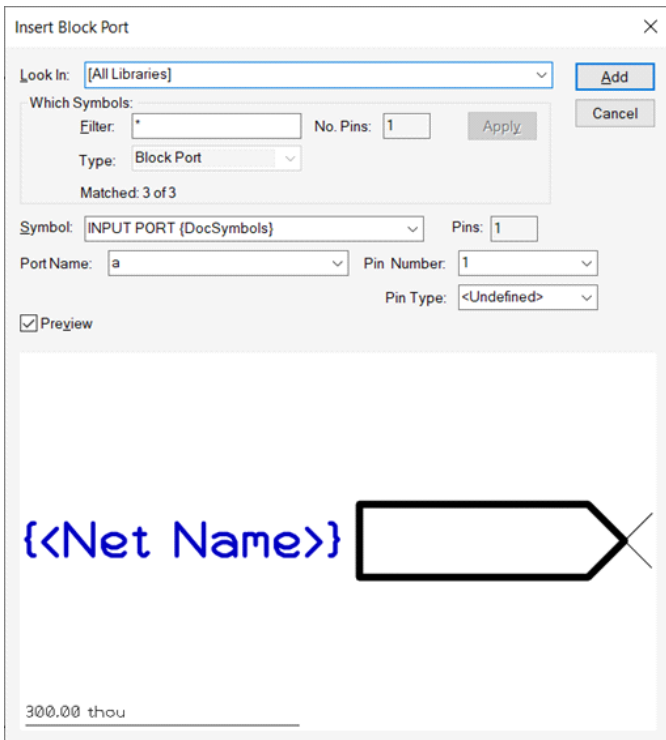 Insert Block Port
Look In: [All Libraries]
Add
Which Symbols:
Cancel
Filter: * No. Pins: 1 Apply
Type: Block Port
Matched: 3 of 3
Symbol: INPUT PORT {DocSymbols} Pins: 1
Port Name: a Pin Number: 1
Pin Type: <Undefined>
Preview
{<Net Name>}
300.00 thou